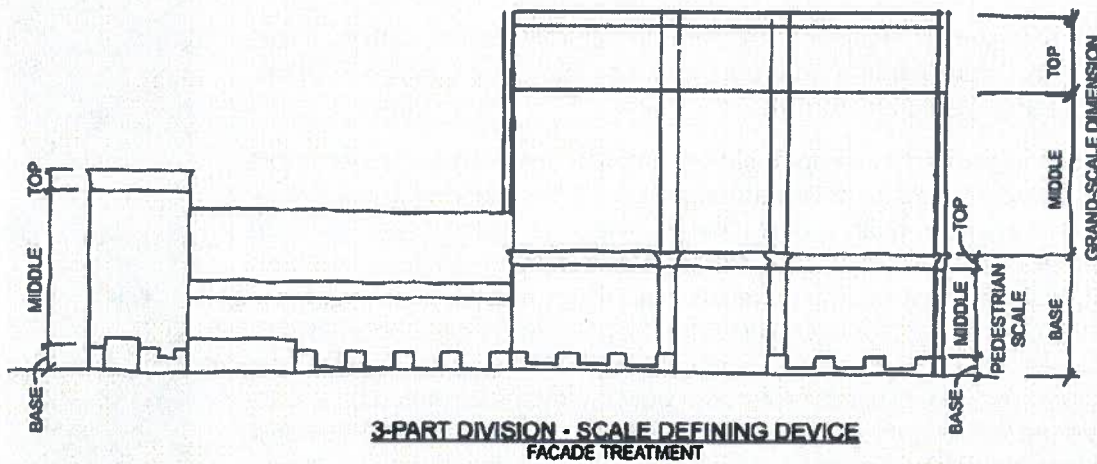 TOP
MIDDLE
BASE
TOP
MIDDLE
BASE
PEDESTRIAN
SCALE
TOP
MIDDLE
BASE
GRAND-SCALE DIMENSION
3-PART DIVISION - SCALE DEFINING DEVICE
FACADE TREATMENT